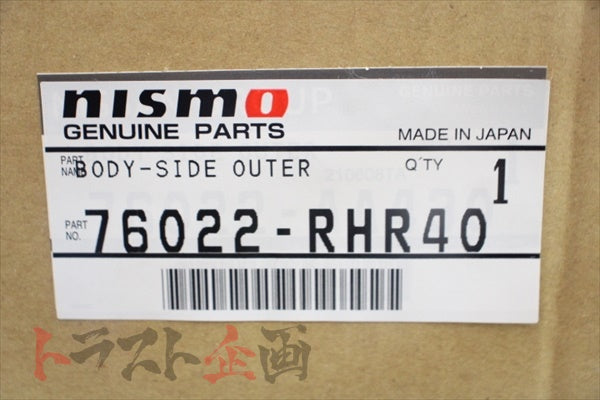 nismo
GENUINE PARTS
MADE IN JAPAN
PART NAME BODY-SIDE OUTER Q'TY 1
PART NO. 76022-RHR40
トラスト企画